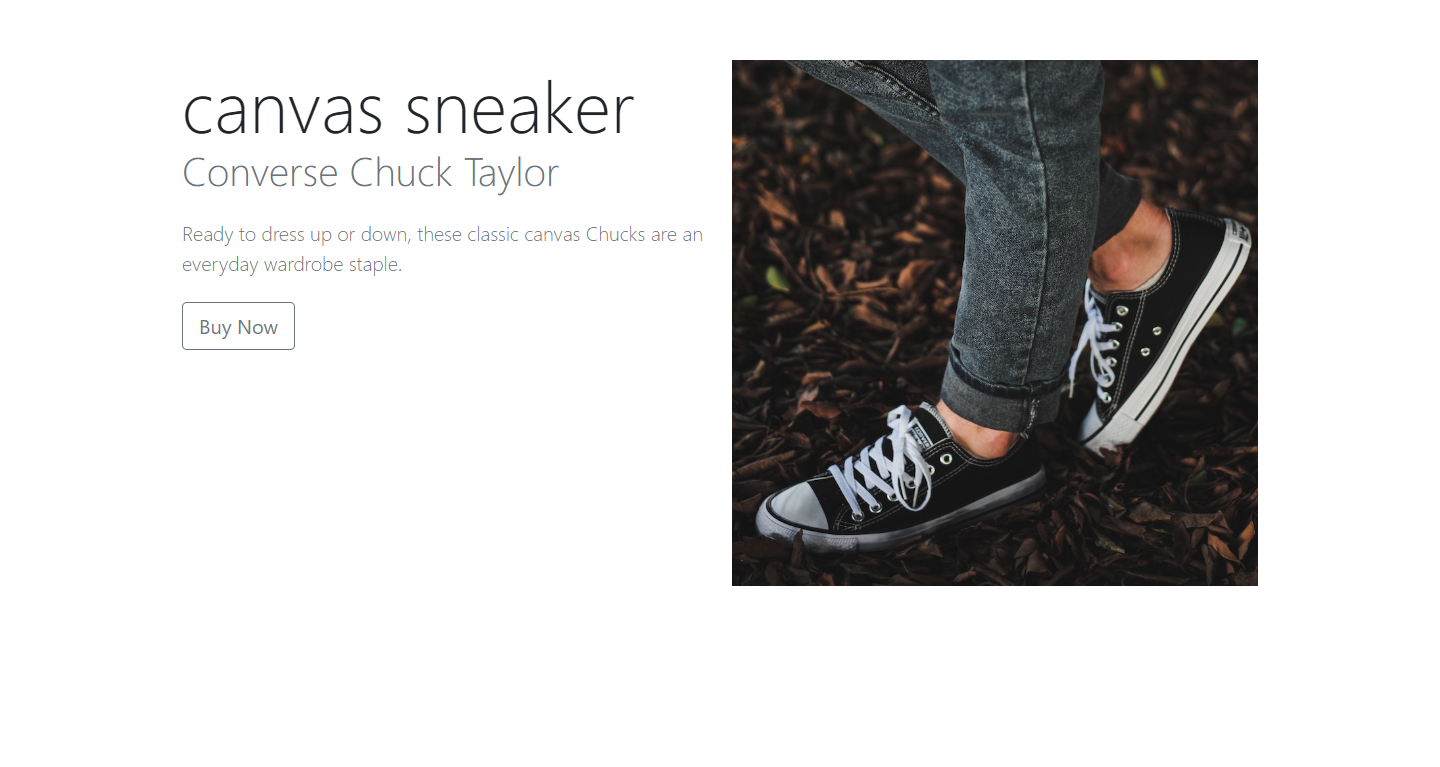 canvas sneaker
Converse Chuck Taylor
Ready to dress up or down, these classic canvas Chucks are an
everyday wardrobe staple.
Buy Now